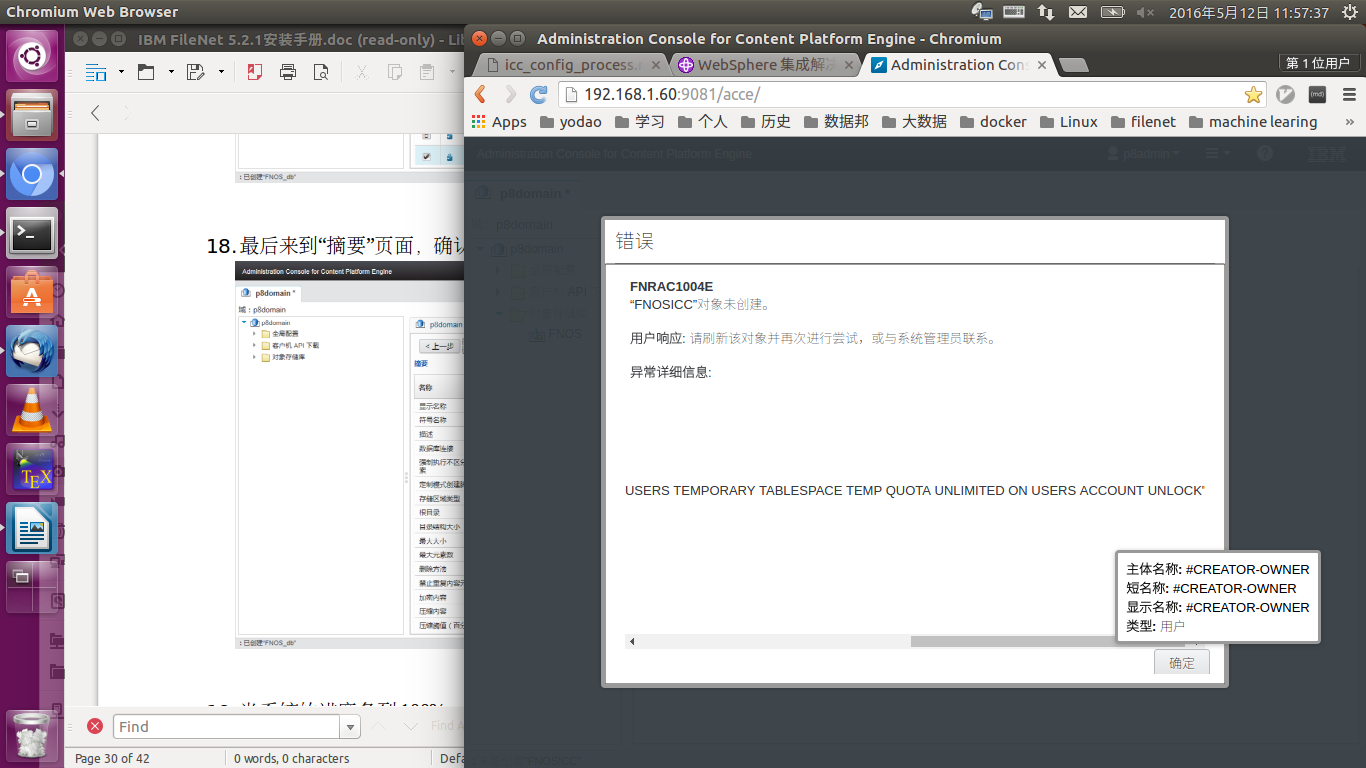 Chromium Web Browser
2016年5月12日 11:57:37
IBM FileNet 5.2.1安装手册.doc (read-only) - Lib
Find
Find A
Page 30 of 42
0 words, 0 characters
Defa
：已创建"FNOS_db"
18. 最后来到“摘要”页面，确认
Administration Console for Content Platform Engine
p8domain *
域：p8domain
p8domain
全局配置
客户机 API 下载
对象存储库
p8domain
< 上一步
摘要
名称
显示名称
符号名称
描述
数据库连接
强制执行不区分
素
定制模式创建脚
存储区域类型
根目录
目录结构大小
最大大小
最大元素数
删除方法
禁止重复内容元
加密内容
压缩内容
压缩阈值（百分
：已创建"FNOS_db"
Administration Console for Content Platform Engine - Chromium
icc_config_process.
WebSphere 集成解决
Administration Cons
第 1 位用户
192.168.1.60:9081/acce/
Apps
yodao
学习
个人
历史
数据邦
大数据
docker
Linux
filenet
machine learing
»
Administration Console for Content Platform Engine
p8admin
IBM
p8domain *
p8domain
p8domain
API
FNOS
错误
FNRAC1004E
“FNOSICC”对象未创建。
用户响应: 请刷新该对象并再次进行尝试，或与系统管理员联系。
异常详细信息:
USERS TEMPORARY TABLESPACE TEMP QUOTA UNLIMITED ON USERS ACCOUNT UNLOCK"
主体名称: #CREATOR-OWNER
短名称: #CREATOR-OWNER
显示名称: #CREATOR-OWNER
类型: 用户
确定